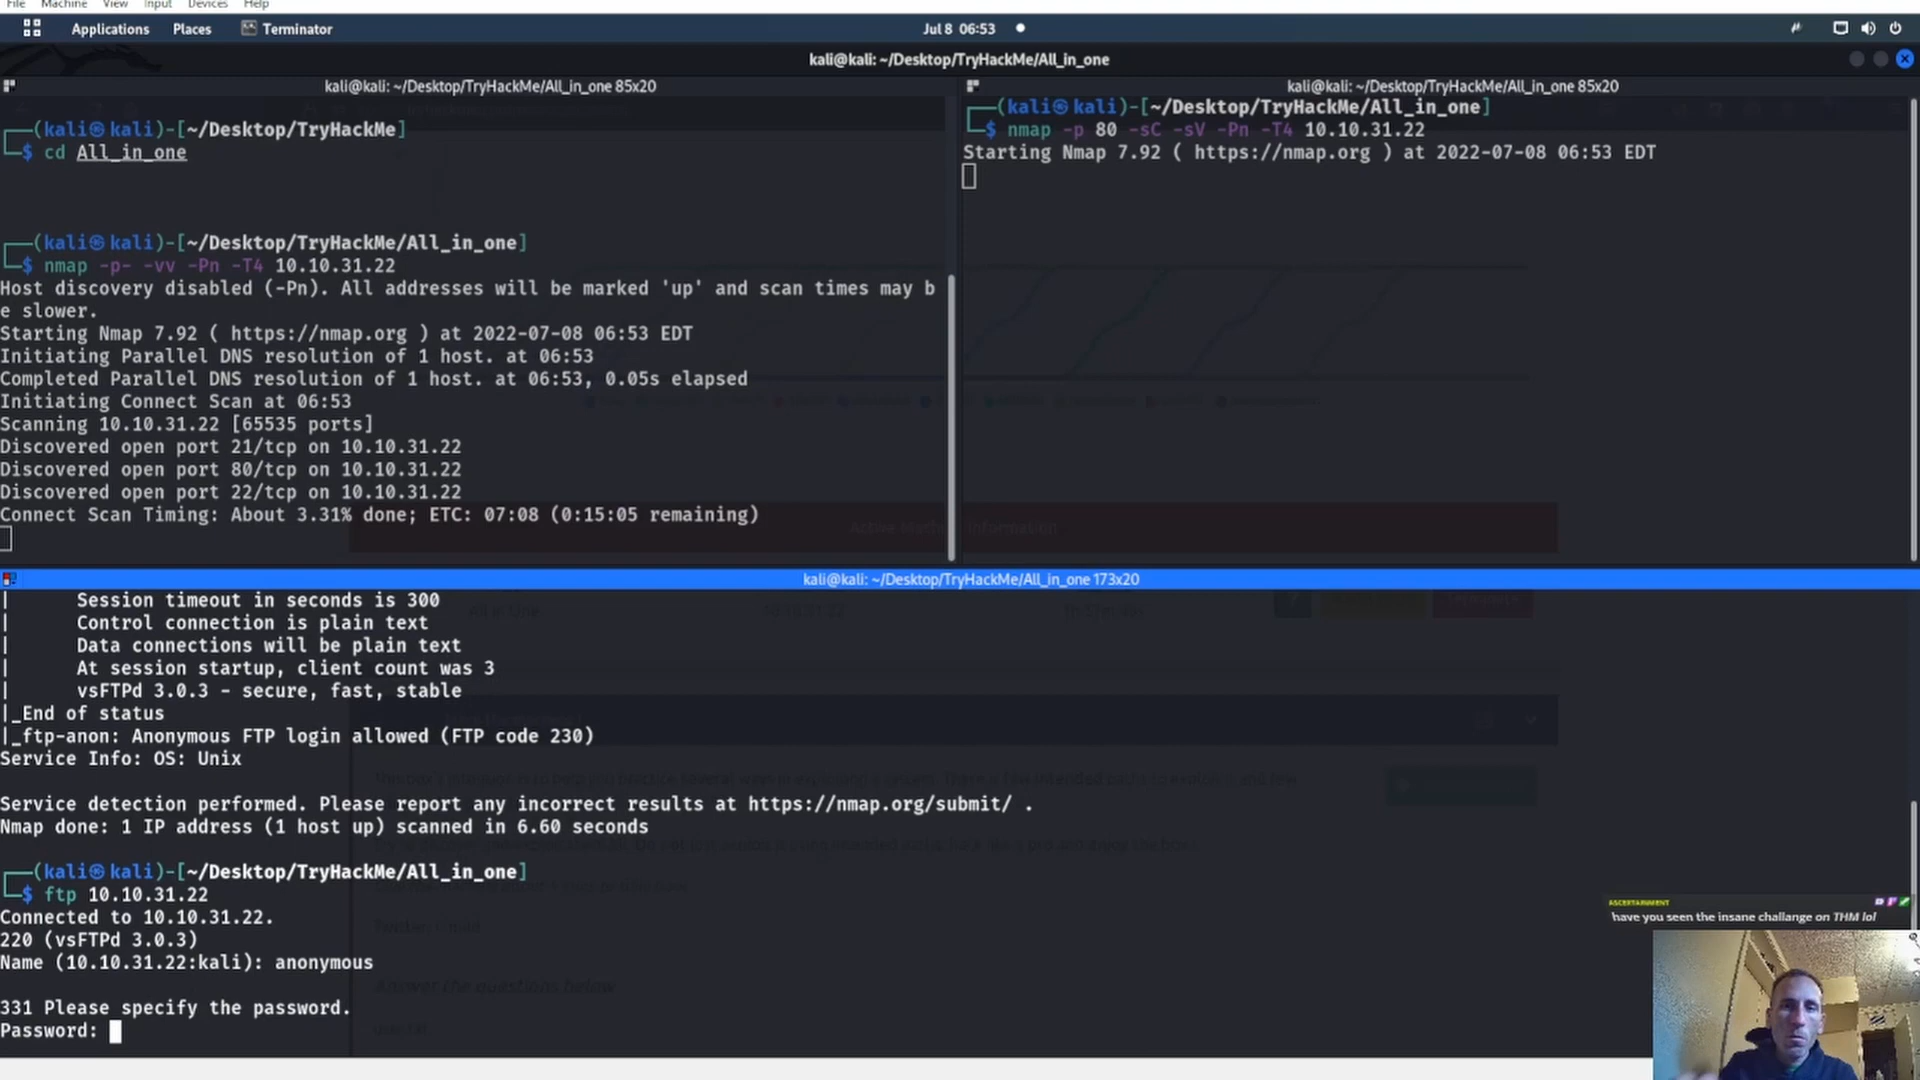 File Machine View Input Devices Help
Applications Places Terminator Jul 8 06:53
kali@kali: ~/Desktop/TryHackMe/All_in_one
kali@kali: ~/Desktop/TryHackMe/All_in_one 85x20
(kali㉿kali)-[~/Desktop/TryHackMe]
$ cd All_in_one
(kali㉿kali)-[~/Desktop/TryHackMe/All_in_one]
$ nmap -p- -vv -Pn -T4 10.10.31.22
Host discovery disabled (-Pn). All addresses will be marked 'up' and scan times may b
e slower.
Starting Nmap 7.92 ( https://nmap.org ) at 2022-07-08 06:53 EDT
Initiating Parallel DNS resolution of 1 host. at 06:53
Completed Parallel DNS resolution of 1 host. at 06:53, 0.05s elapsed
Initiating Connect Scan at 06:53
Scanning 10.10.31.22 [65535 ports]
Discovered open port 21/tcp on 10.10.31.22
Discovered open port 80/tcp on 10.10.31.22
Discovered open port 22/tcp on 10.10.31.22
Connect Scan Timing: About 3.31% done; ETC: 07:08 (0:15:05 remaining)
kali@kali: ~/Desktop/TryHackMe/All_in_one 85x20
(kali㉿kali)-[~/Desktop/TryHackMe/All_in_one]
$ nmap -p 80 -sC -sV -Pn -T4 10.10.31.22
Starting Nmap 7.92 ( https://nmap.org ) at 2022-07-08 06:53 EDT
kali@kali: ~/Desktop/TryHackMe/All_in_one 173x20
| Session timeout in seconds is 300
| Control connection is plain text
| Data connections will be plain text
| At session startup, client count was 3
| vsFTPd 3.0.3 - secure, fast, stable
|_End of status
|_ftp-anon: Anonymous FTP login allowed (FTP code 230)
Service Info: OS: Unix
Service detection performed. Please report any incorrect results at https://nmap.org/submit/ .
Nmap done: 1 IP address (1 host up) scanned in 6.60 seconds
(kali㉿kali)-[~/Desktop/TryHackMe/All_in_one]
$ ftp 10.10.31.22
Connected to 10.10.31.22.
220 (vsFTPd 3.0.3)
Name (10.10.31.22:kali): anonymous
331 Please specify the password.
Password:
ASCERTAINMENT
have you seen the insane challange on THM lol
Active Machine Information
Answer the questions below